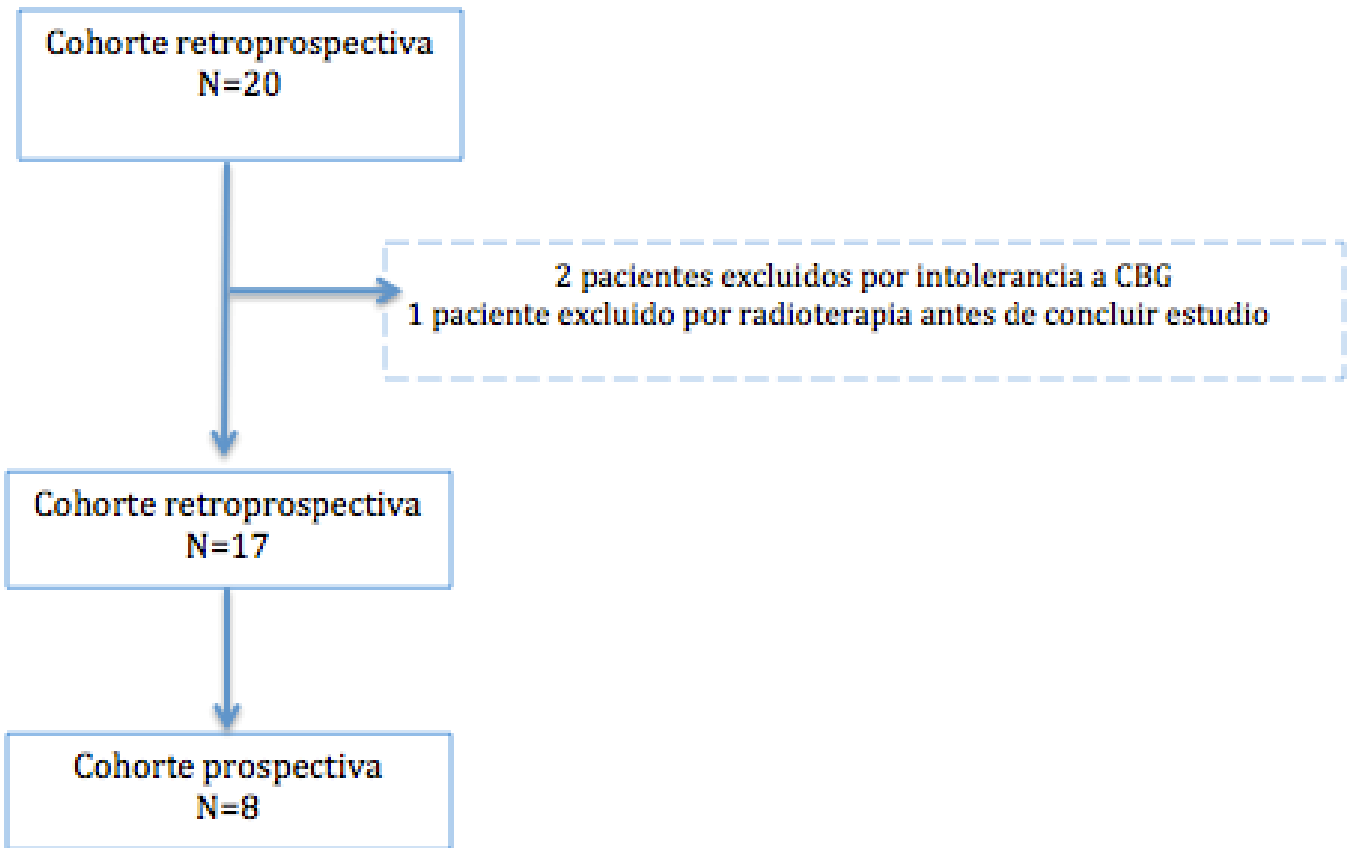 Cohorte retroprospectiva
N=20
2 pacientes excluidos por intolerancia a CBG
1 paciente excluido por radioterapia antes de concluir estudio
Cohorte retroprospectiva
N=17
Cohorte prospectiva
N=8